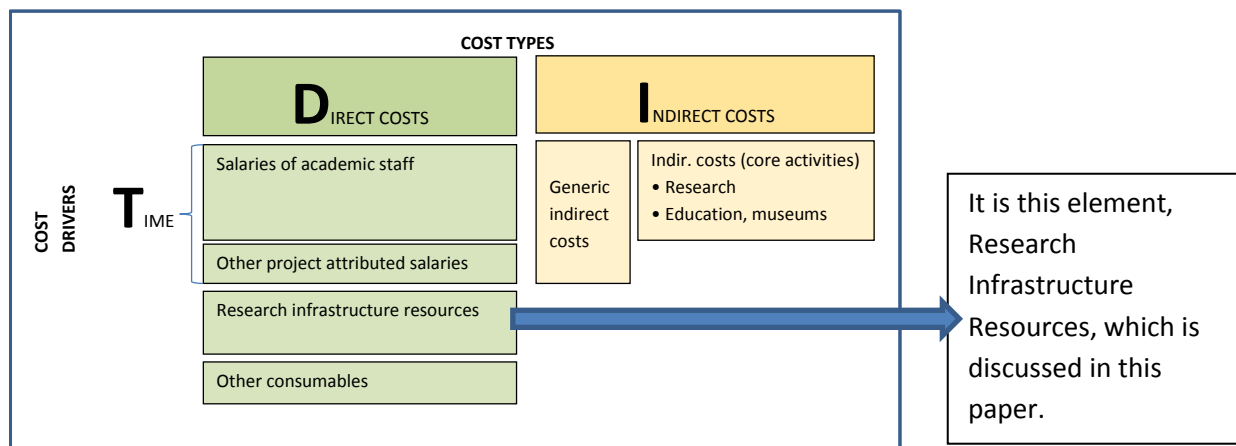 COST TYPES
DIRECT COSTS
INDIRECT COSTS
COST
DRIVERS
TIME
Salaries of academic staff
Other project attributed salaries
Research infrastructure resources
Other consumables
Generic
indirect
costs
Indir. costs (core activities)
• Research
• Education, museums
It is this element,
Research
Infrastructure
Resources, which is
discussed in this
paper.